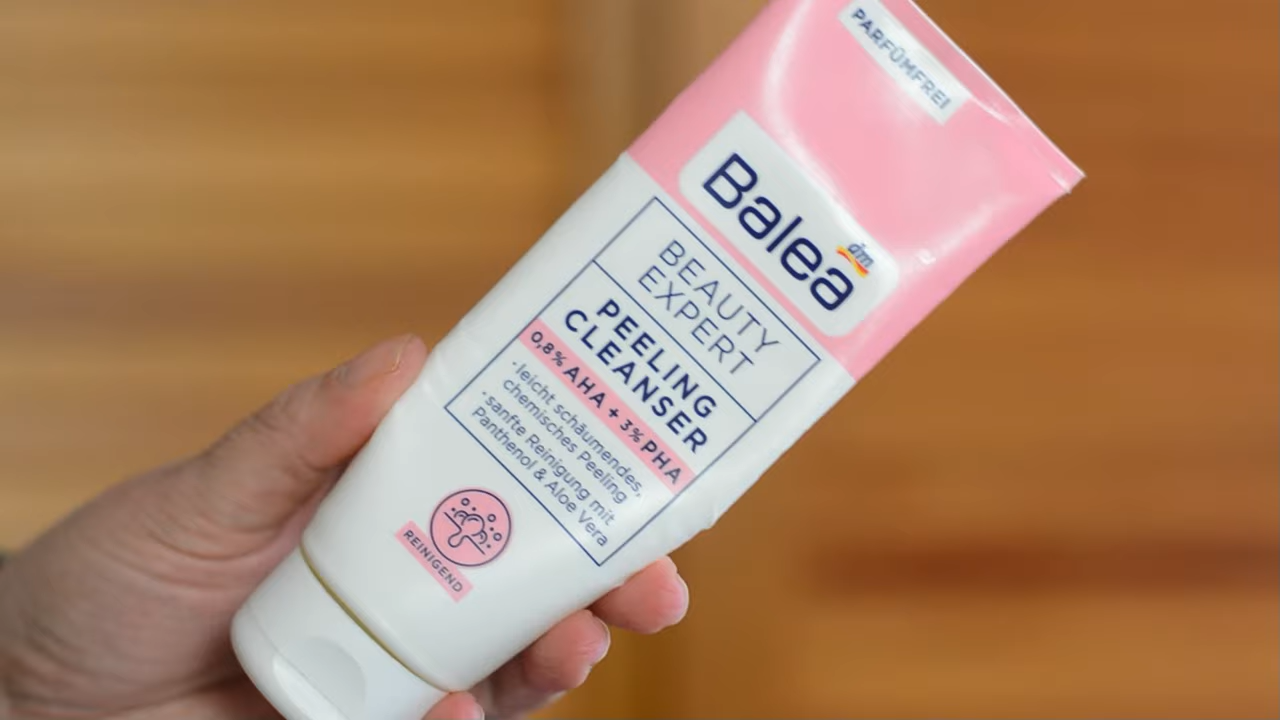 PARFÜMFREI
Balea
dm
BEAUTY
EXPERT
PEELING
CLEANSER
0,8% AHA + 3% PHA
· leicht schäumendes,
chemisches Peeling
· sanfte Reinigung mit
Panthenol & Aloe Vera
REINIGEND